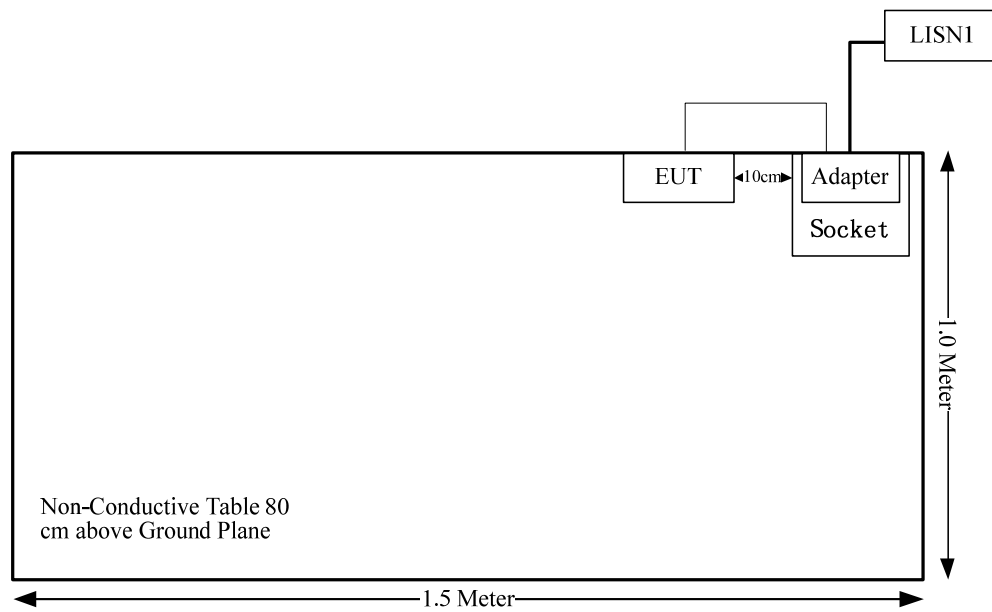 LISN1
EUT
10cm
Adapter
Socket
1.0 Meter
Non-Conductive Table 80
cm above Ground Plane
1.5 Meter